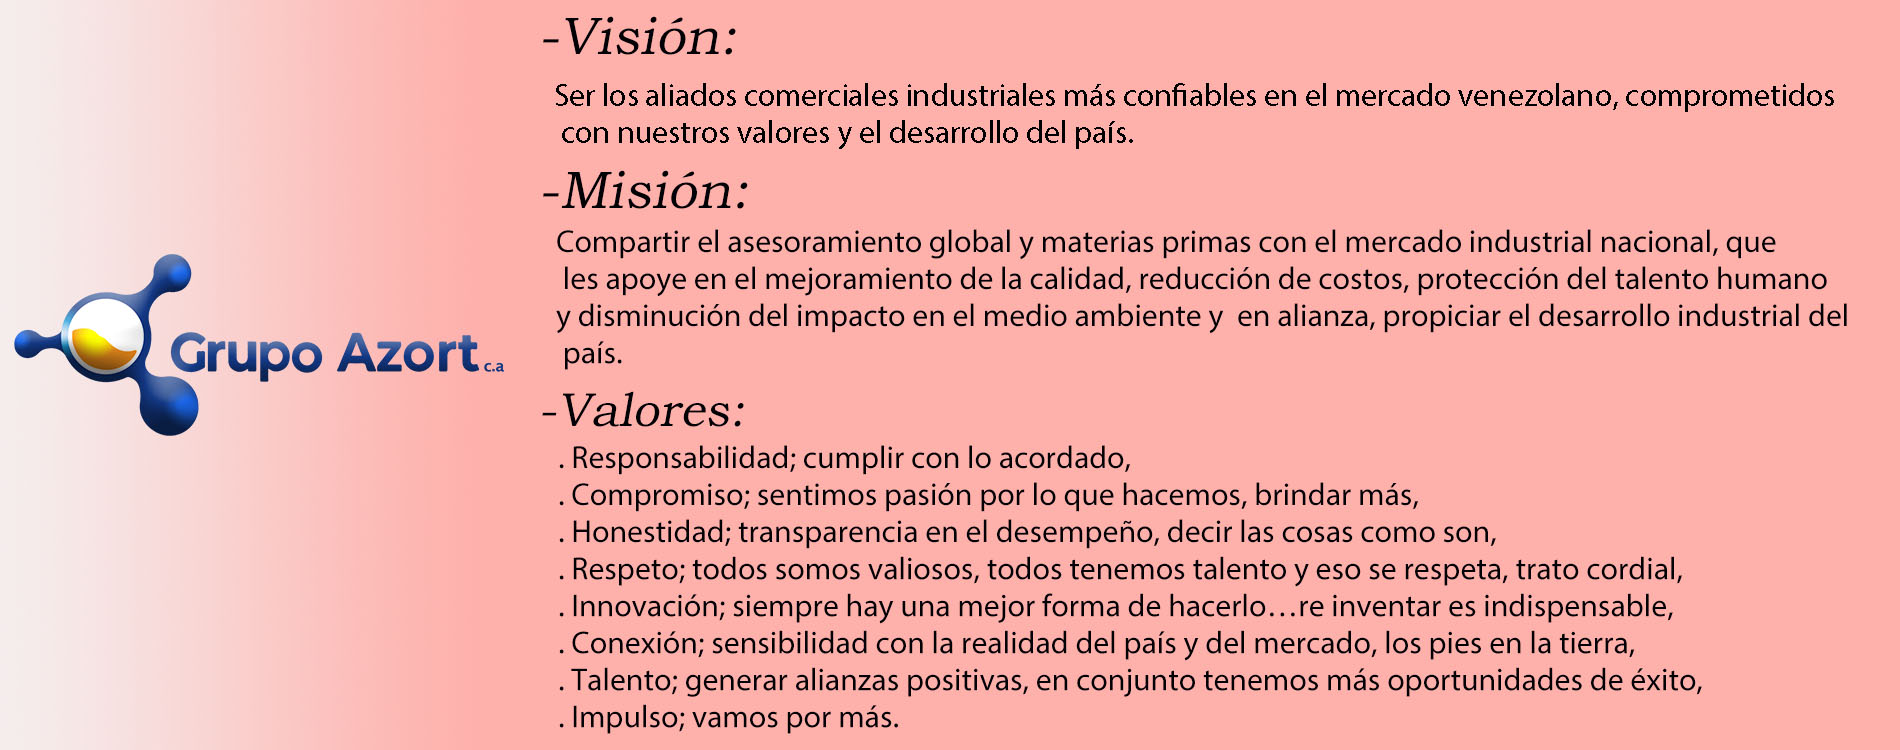 Grupo Azort c.a
-Visión:
Ser los aliados comerciales industriales más confiables en el mercado venezolano, comprometidos
con nuestros valores y el desarrollo del país.
-Misión:
Compartir el asesoramiento global y materias primas con el mercado industrial nacional, que
les apoye en el mejoramiento de la calidad, reducción de costos, protección del talento humano
y disminución del impacto en el medio ambiente y  en alianza, propiciar el desarrollo industrial del
país.
-Valores:
. Responsabilidad; cumplir con lo acordado,
. Compromiso; sentimos pasión por lo que hacemos, brindar más,
. Honestidad; transparencia en el desempeño, decir las cosas como son,
. Respeto; todos somos valiosos, todos tenemos talento y eso se respeta, trato cordial,
. Innovación; siempre hay una mejor forma de hacerlo…re inventar es indispensable,
. Conexión; sensibilidad con la realidad del país y del mercado, los pies en la tierra,
. Talento; generar alianzas positivas, en conjunto tenemos más oportunidades de éxito,
. Impulso; vamos por más.